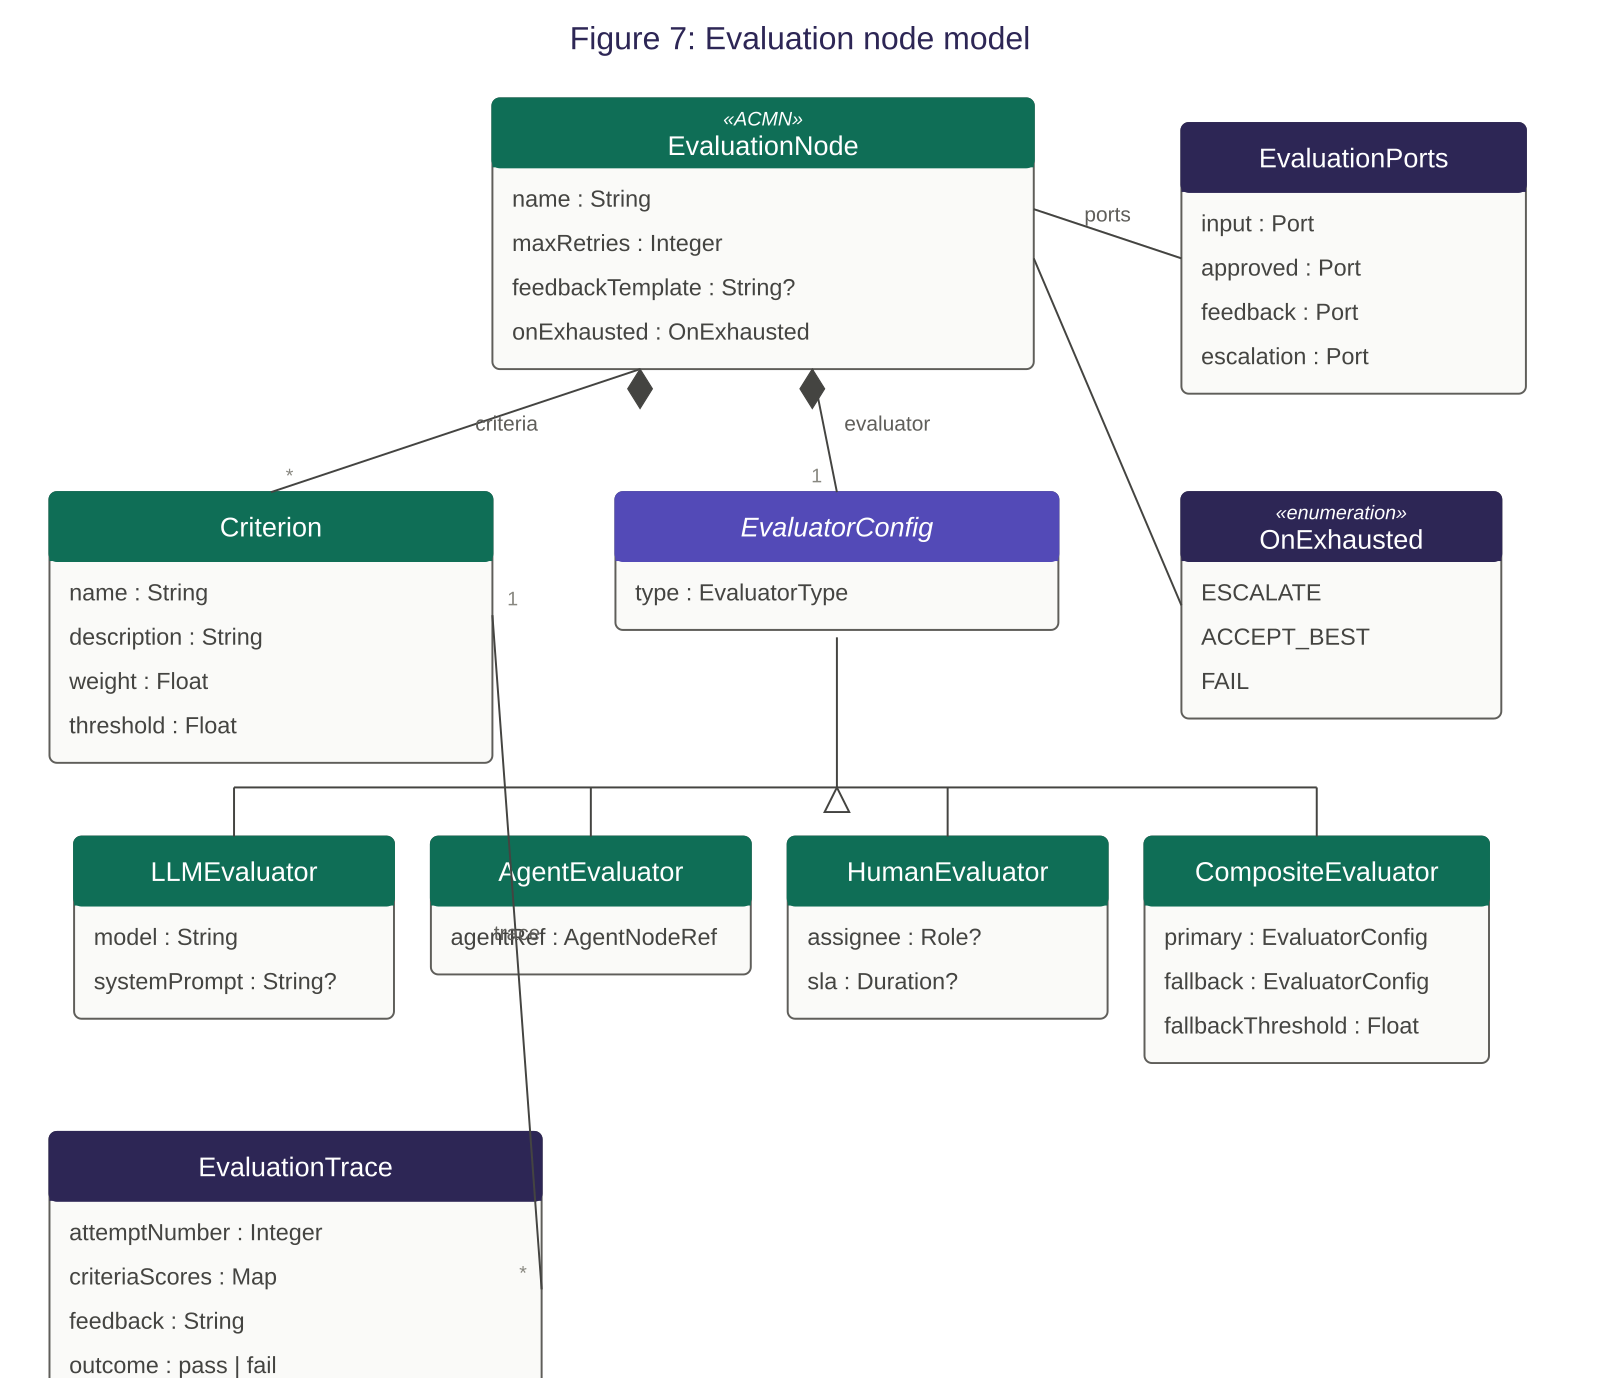 Figure 7: Evaluation node model
«ACMN»
EvaluationNode
name : String
maxRetries : Integer
feedbackTemplate : String?
onExhausted : OnExhausted
ports
EvaluationPorts
input : Port
approved : Port
feedback : Port
escalation : Port
criteria
*
evaluator
1
Criterion
name : String
description : String
weight : Float
threshold : Float
1
EvaluatorConfig
type : EvaluatorType
«enumeration»
OnExhausted
ESCALATE
ACCEPT_BEST
FAIL
LLMEvaluator
model : String
systemPrompt : String?
AgentEvaluator
agentRef : AgentNodeRef
trace
HumanEvaluator
assignee : Role?
sla : Duration?
CompositeEvaluator
primary : EvaluatorConfig
fallback : EvaluatorConfig
fallbackThreshold : Float
EvaluationTrace
attemptNumber : Integer
criteriaScores : Map
*
feedback : String
outcome : pass | fail